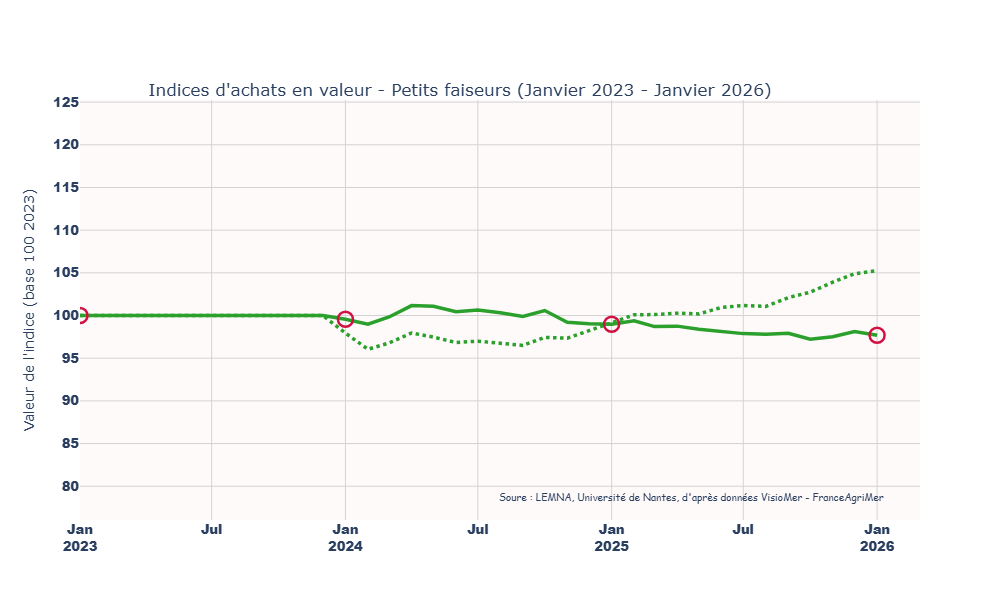 Indices d'achats en valeur - Petits faiseurs (Janvier 2023 - Janvier 2026)
Valeur de l'indice (base 100 2023)
125
120
115
110
105
100
95
90
85
80
Soure : LEMNA, Université de Nantes, d'après données VisioMer - FranceAgriMer
Jan Jul Jan Jul Jan Jul Jan
2023 2024 2025 2026